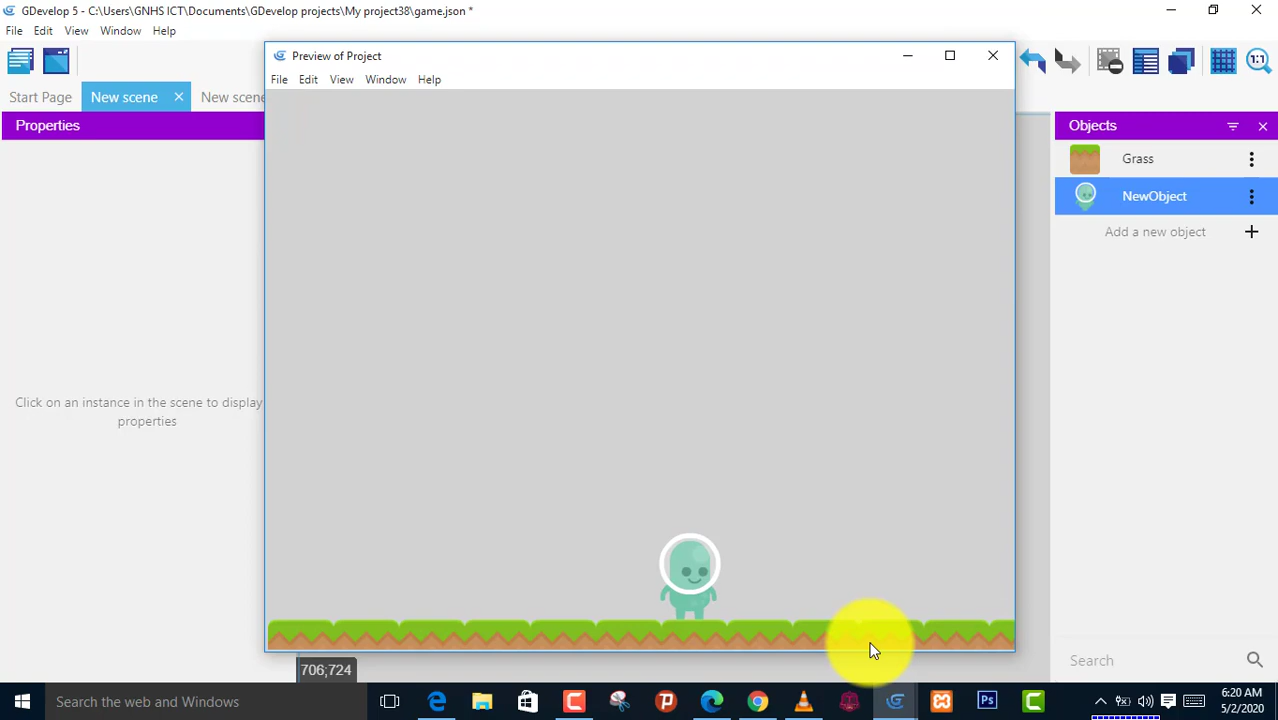 GDevelop 5 - C:\Users\GNHS ICT\Documents\GDevelop projects\My project38\game.json *
File Edit View Window Help
Start Page
New scene
New scene
Properties
Click on an instance in the scene to display
properties
706;724
Preview of Project
File Edit View Window Help
1:1
Objects
Grass
NewObject
Add a new object
Search
Search the web and Windows
Ps
6:20 AM
5/2/2020